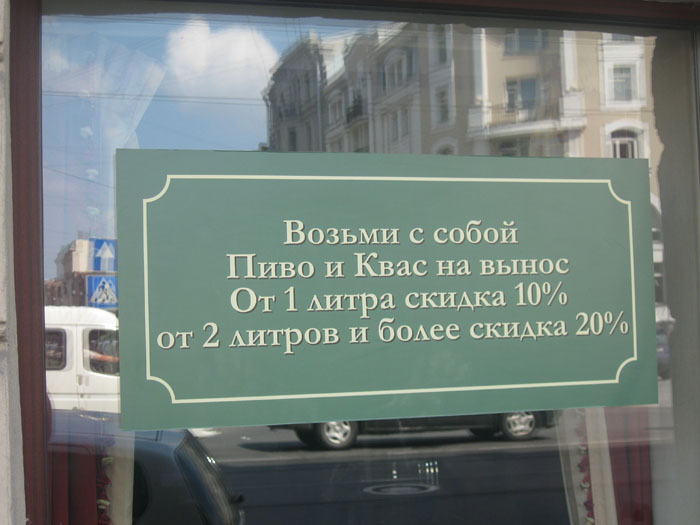 Возьми с собой
Пиво и Квас на вынос
От 1 литра скидка 10%
от 2 литров и более скидка 20%